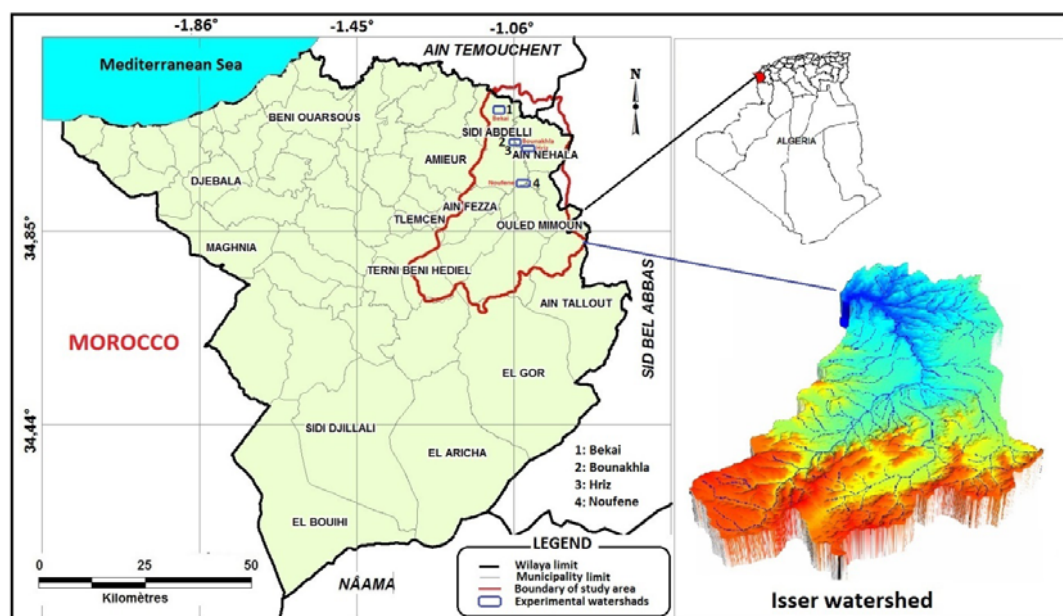 -1.86° -1.45° -1.06°
AIN TEMOUCHENT
Mediterranean Sea
N
BENI OUARSOUS
1
Bekai
SIDI ABDELLI
2 Bounakhla
3 Hriz
AIN NEHALA
AMIEUR
ALGERIA
DJEBALA
Noufene 4
AIN FEZZA
TLEMCEN
OULED MIMOUN
34,85°
MAGHNIA
TERNI BENI HEDIEL
AIN TALLOUT
SID BEL ABBAS
MOROCCO
EL GOR
34,44°
SIDI DJILLALI
EL ARICHA
1: Bekai
2: Bounakhla
3: Hriz
4; Noufene
EL BOUIHI
NÂAMA
0 25 50
Kilomètres
LEGEND
Wilaya limit
Municipality limit
Boundary of study area
Experimental watersheds
Isser watershed